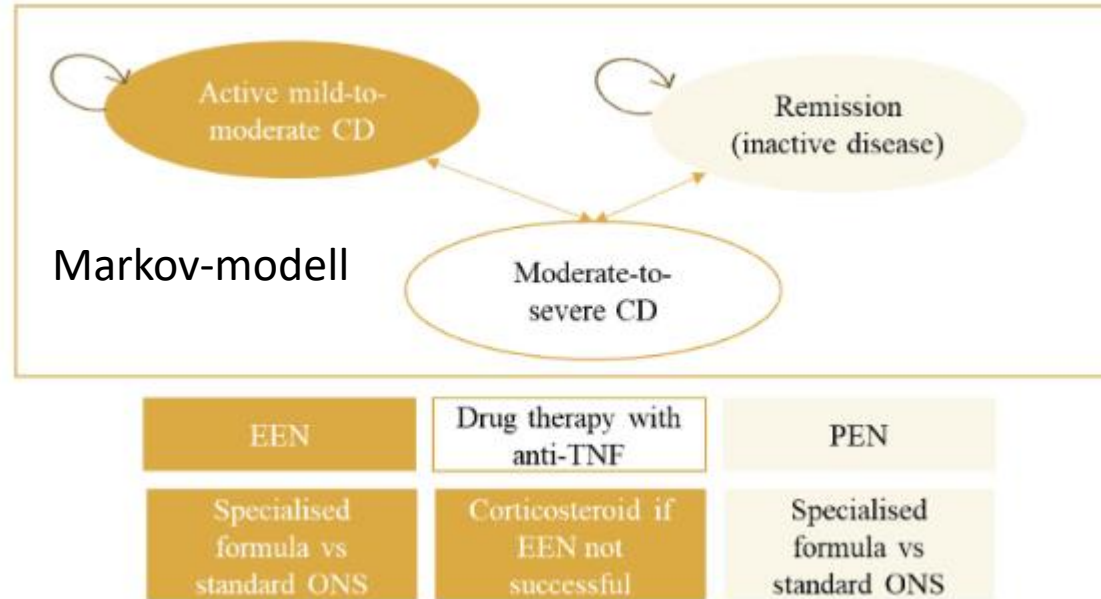 Active mild-to-
moderate CD
Remission
(inactive disease)
Markov-modell
Moderate-to-
severe CD
EEN
Drug therapy with
anti-TNF
PEN
Specialised
formula vs
standard ONS
Corticosteroid if
EEN not
successful
Specialised
formula vs
standard ONS